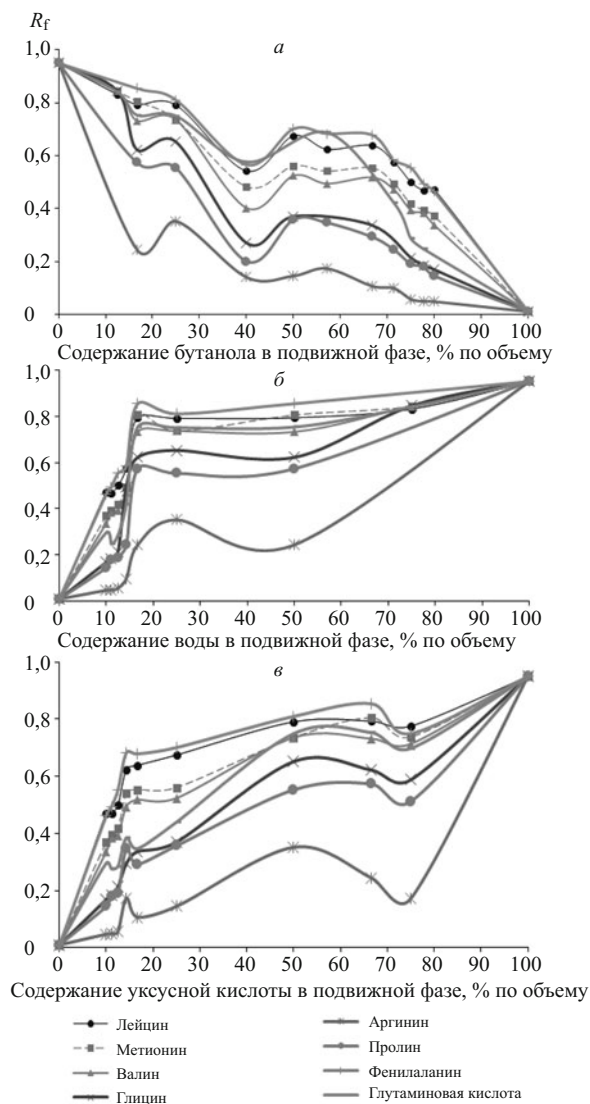 R_f
а
1,0
0,8
0,6
0,4
0,2
0
0 10 20 30 40 50 60 70 80 90 100
Содержание бутанола в подвижной фазе, % по объему
б
1,0
0,8
0,6
0,4
0,2
0
0 10 20 30 40 50 60 70 80 90 100
Содержание воды в подвижной фазе, % по объему
в
1,0
0,8
0,6
0,4
0,2
0
0 10 20 30 40 50 60 70 80 90 100
Содержание уксусной кислоты в подвижной фазе, % по объему
Лейцин
Метионин
Валин
Глицин
Аргинин
Пролин
Фенилаланин
Глутаминовая кислота